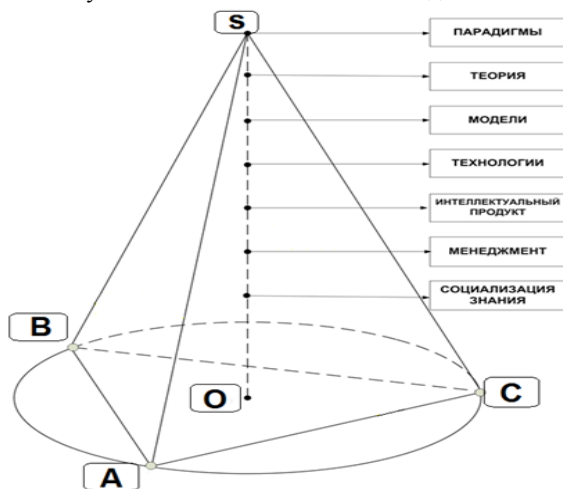 S
ПАРАДИГМЫ
ТЕОРИЯ
МОДЕЛИ
ТЕХНОЛОГИИ
ИНТЕЛЛЕКТУАЛЬНЫЙ
ПРОДУКТ
МЕНЕДЖМЕНТ
СОЦИАЛИЗАЦИЯ
ЗНАНИЯ
B
O
C
A